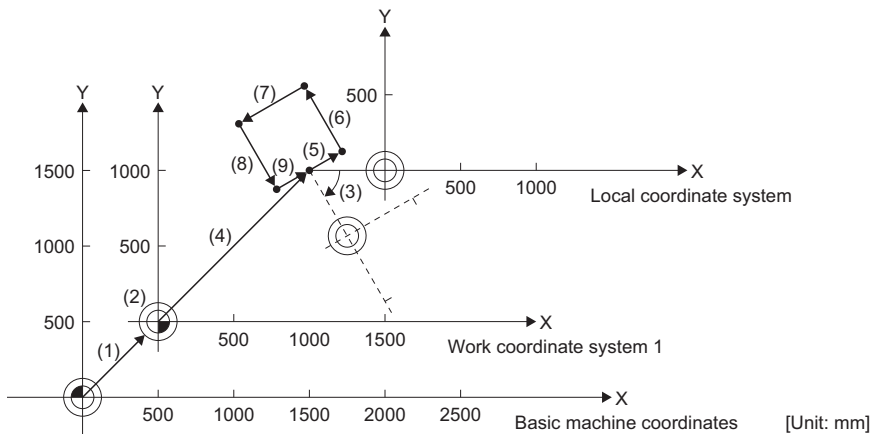 Y
Y Y
(7)
500
(6)
(8) (9) (5)
1500 1000 X
(3) 500 1000
Local coordinate system
(4)
1000 500
(2)
500 X
500 1000 1500
(1) Work coordinate system 1
X
500 1000 1500 2000 2500
Basic machine coordinates [Unit: mm]